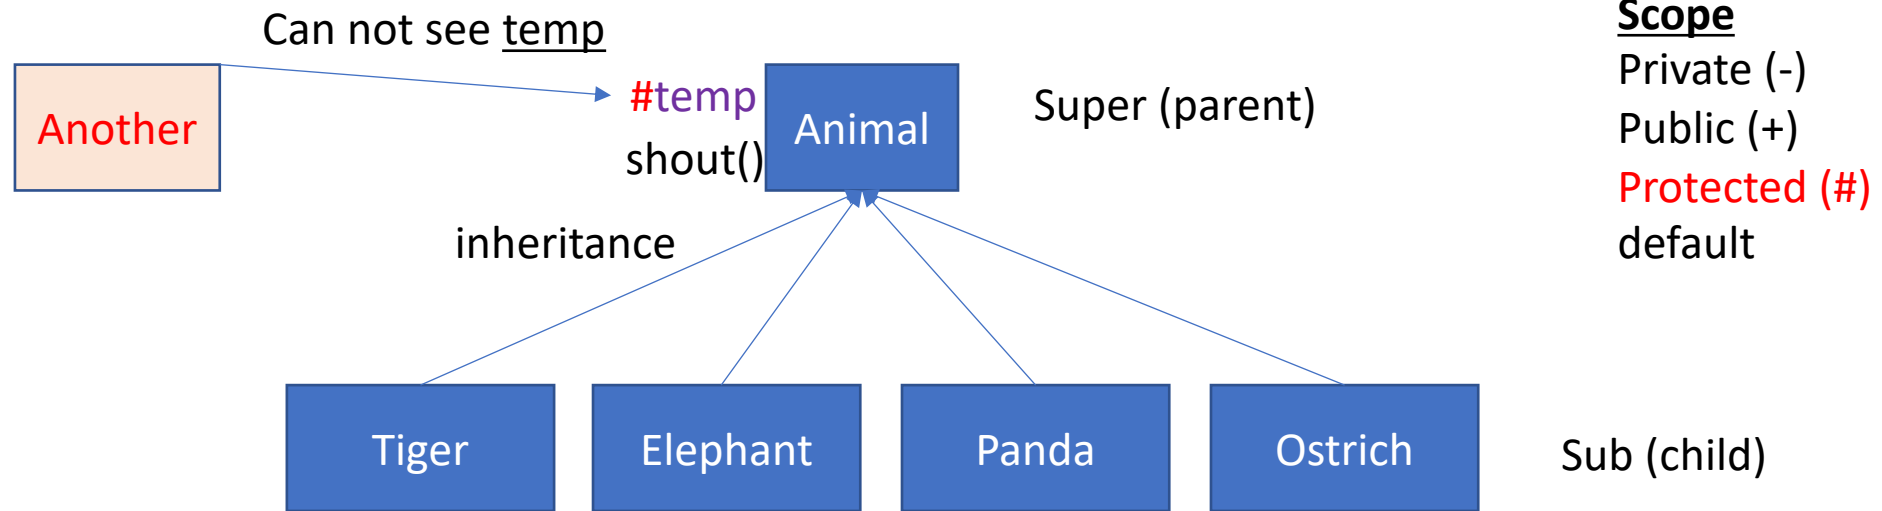 Can not see temp
Another
#temp
shout()
Animal
Super (parent)
Scope
Private (-)
Public (+)
Protected (#)
default
inheritance
Tiger
Elephant
Panda
Ostrich
Sub (child)